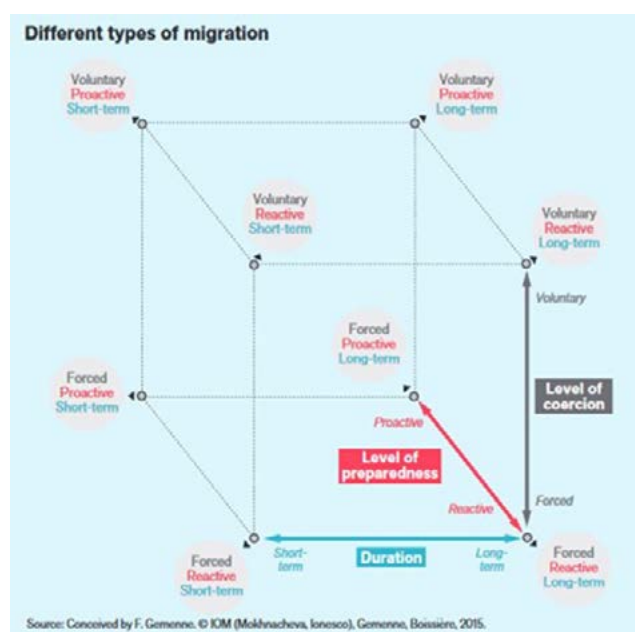 Different types of migration
Voluntary
Proactive
Short-term
Voluntary
Proactive
Long-term
Voluntary
Reactive
Short-term
Voluntary
Reactive
Long-term
Voluntary
Forced
Proactive
Long-term
Forced
Proactive
Short-term
Level of
coercion
Proactive
Level of
preparedness
Reactive
Forced
Forced
Reactive
Short-term
Short-
term
Duration
Long-
term
Forced
Reactive
Long-term
Source: Conceived by F. Gemenne. © IOM (Mokhnacheva, Ionesco), Gemenne, Boissière, 2015.